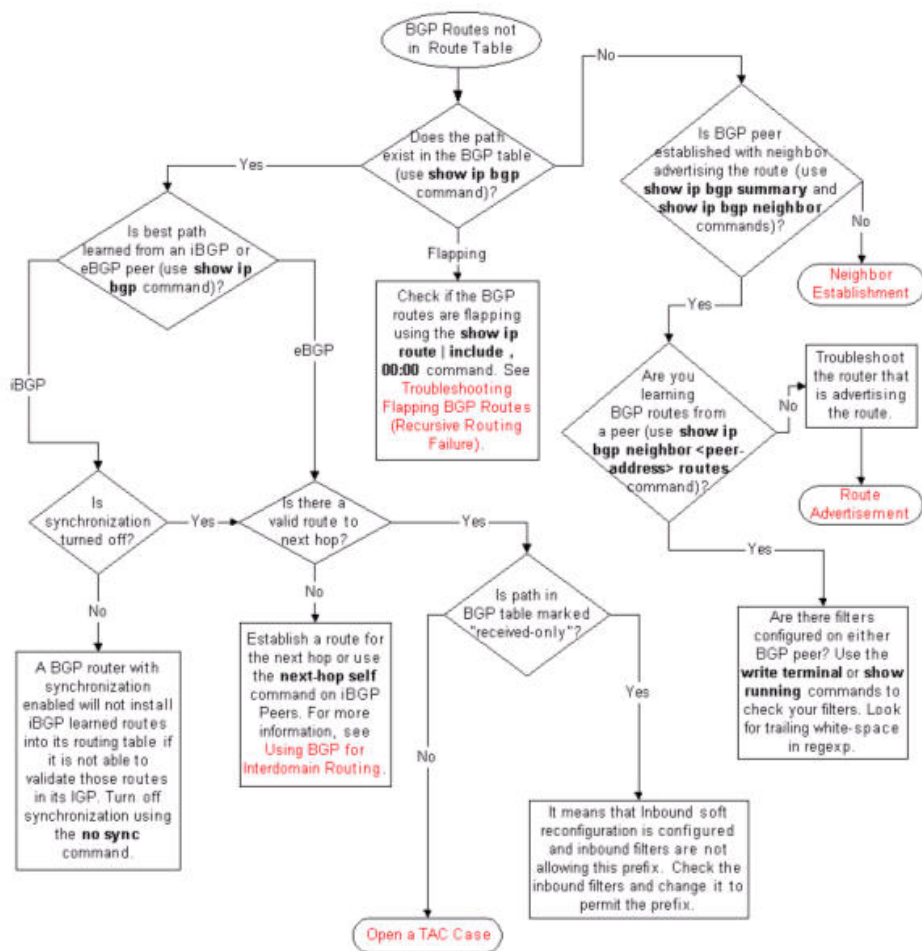 BGP Routes not
in Route Table
No
Does the path
exist in the BGP table
(use show ip bgp
command)?
Yes
Is BGP peer
established with neighbor
advertising the route (use
show ip bgp summary and
show ip bgp neighbor
commands)?
No
Neighbor
Establishment
Is best path
learned from an iBGP or
eBGP peer (use show ip
bgp command)?
Flapping
Check if the BGP
routes are flapping
using the show ip
route | include ,
00:00 command. See
Troubleshooting
Flapping BGP Routes
(Recursive Routing
Failure).
Yes
iBGP
eBGP
Are you
learning
BGP routes from
a peer (use show ip
bgp neighbor <peer-
address> routes
command)?
No
Troubleshoot
the router that
is advertising
the route.
Route
Advertisement
Is
synchronization
turned off?
Yes
Is there a
valid route to
next hop?
Yes
Yes
No
No
Is path in
BGP table marked
"received-only"?
Are there filters
configured on either
BGP peer? Use the
write terminal or show
running commands to
check your filters. Look
for trailing white-space
in regexp.
A BGP router with
synchronization
enabled will not install
iBGP learned routes
into its routing table if
it is not able to
validate those routes
in its IGP. Turn off
synchronization using
the no sync
command.
Establish a route for
the next hop or use
the next-hop self
command on iBGP
Peers. For more
information, see
Using BGP for
Interdomain Routing.
No
Yes
It means that Inbound soft
reconfiguration is configured
and inbound filters are not
allowing this prefix. Check the
inbound filters and change it to
permit the prefix.
Open a TAC Case